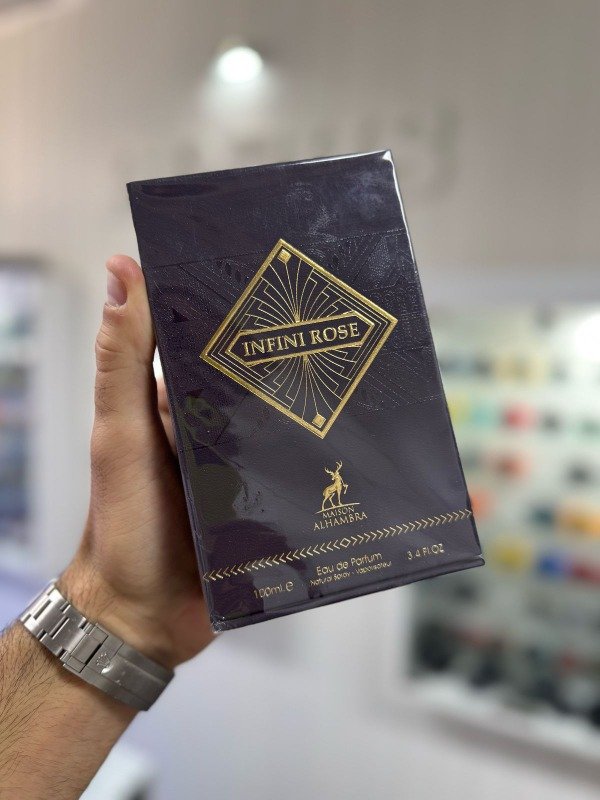 INFINI ROSE
MAISON
ALHAMBRA
Eau de Parfum
Natural Spray - Vaporisateur
100ml. e
3.4 Fl.OZ